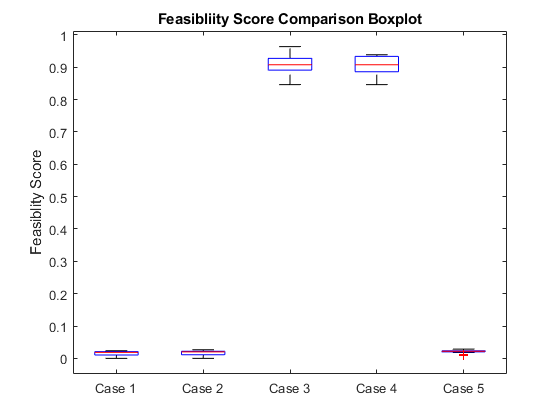 Feasibliity Score Comparison Boxplot
1
0.9
0.8
0.7
0.6
0.5
0.4
0.3
0.2
0.1
0
Feasiblity Score
Case 1
Case 2
Case 3
Case 4
Case 5